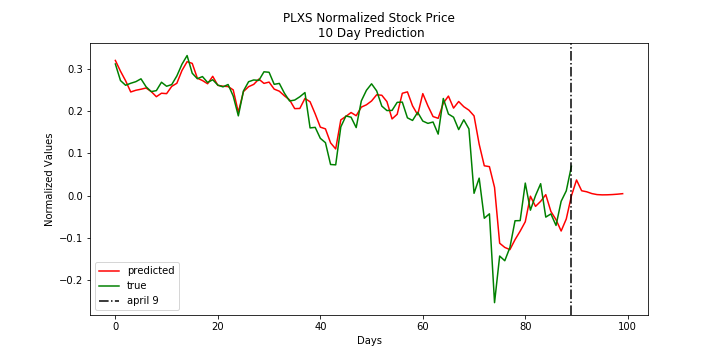 PLXS Normalized Stock Price
10 Day Prediction
0.3
0.2
0.1
0.0
−0.1
−0.2
Normalized Values
predicted
true
april 9
0 20 40 60 80 100
Days